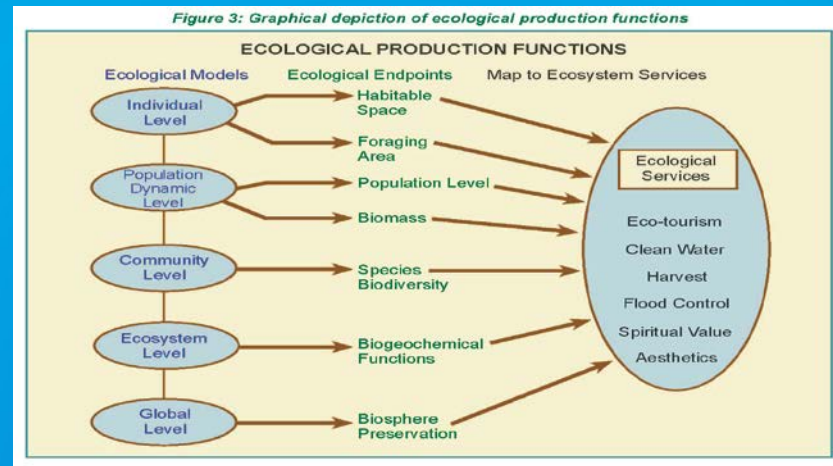 Figure 3: Graphical depiction of ecological production functions
ECOLOGICAL PRODUCTION FUNCTIONS
Ecological Models
Ecological Endpoints
Map to Ecosystem Services
Individual
Level
Habitable
Space
Foraging
Area
Population
Dynamic
Level
Population Level
Biomass
Community
Level
Species
Biodiversity
Ecosystem
Level
Biogeochemical
Functions
Global
Level
Biosphere
Preservation
Ecological
Services
Eco-tourism
Clean Water
Harvest
Flood Control
Spiritual Value
Aesthetics